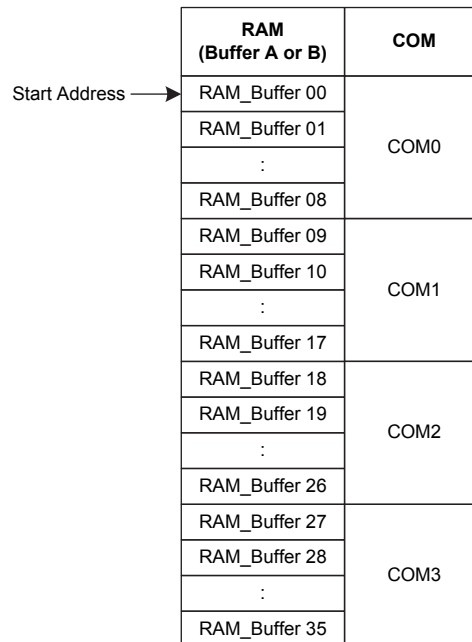 RAM
(Buffer A or B)
COM
Start Address
RAM_Buffer 00
RAM_Buffer 01
:
RAM_Buffer 08
COM0
RAM_Buffer 09
RAM_Buffer 10
:
RAM_Buffer 17
COM1
RAM_Buffer 18
RAM_Buffer 19
:
RAM_Buffer 26
COM2
RAM_Buffer 27
RAM_Buffer 28
:
RAM_Buffer 35
COM3